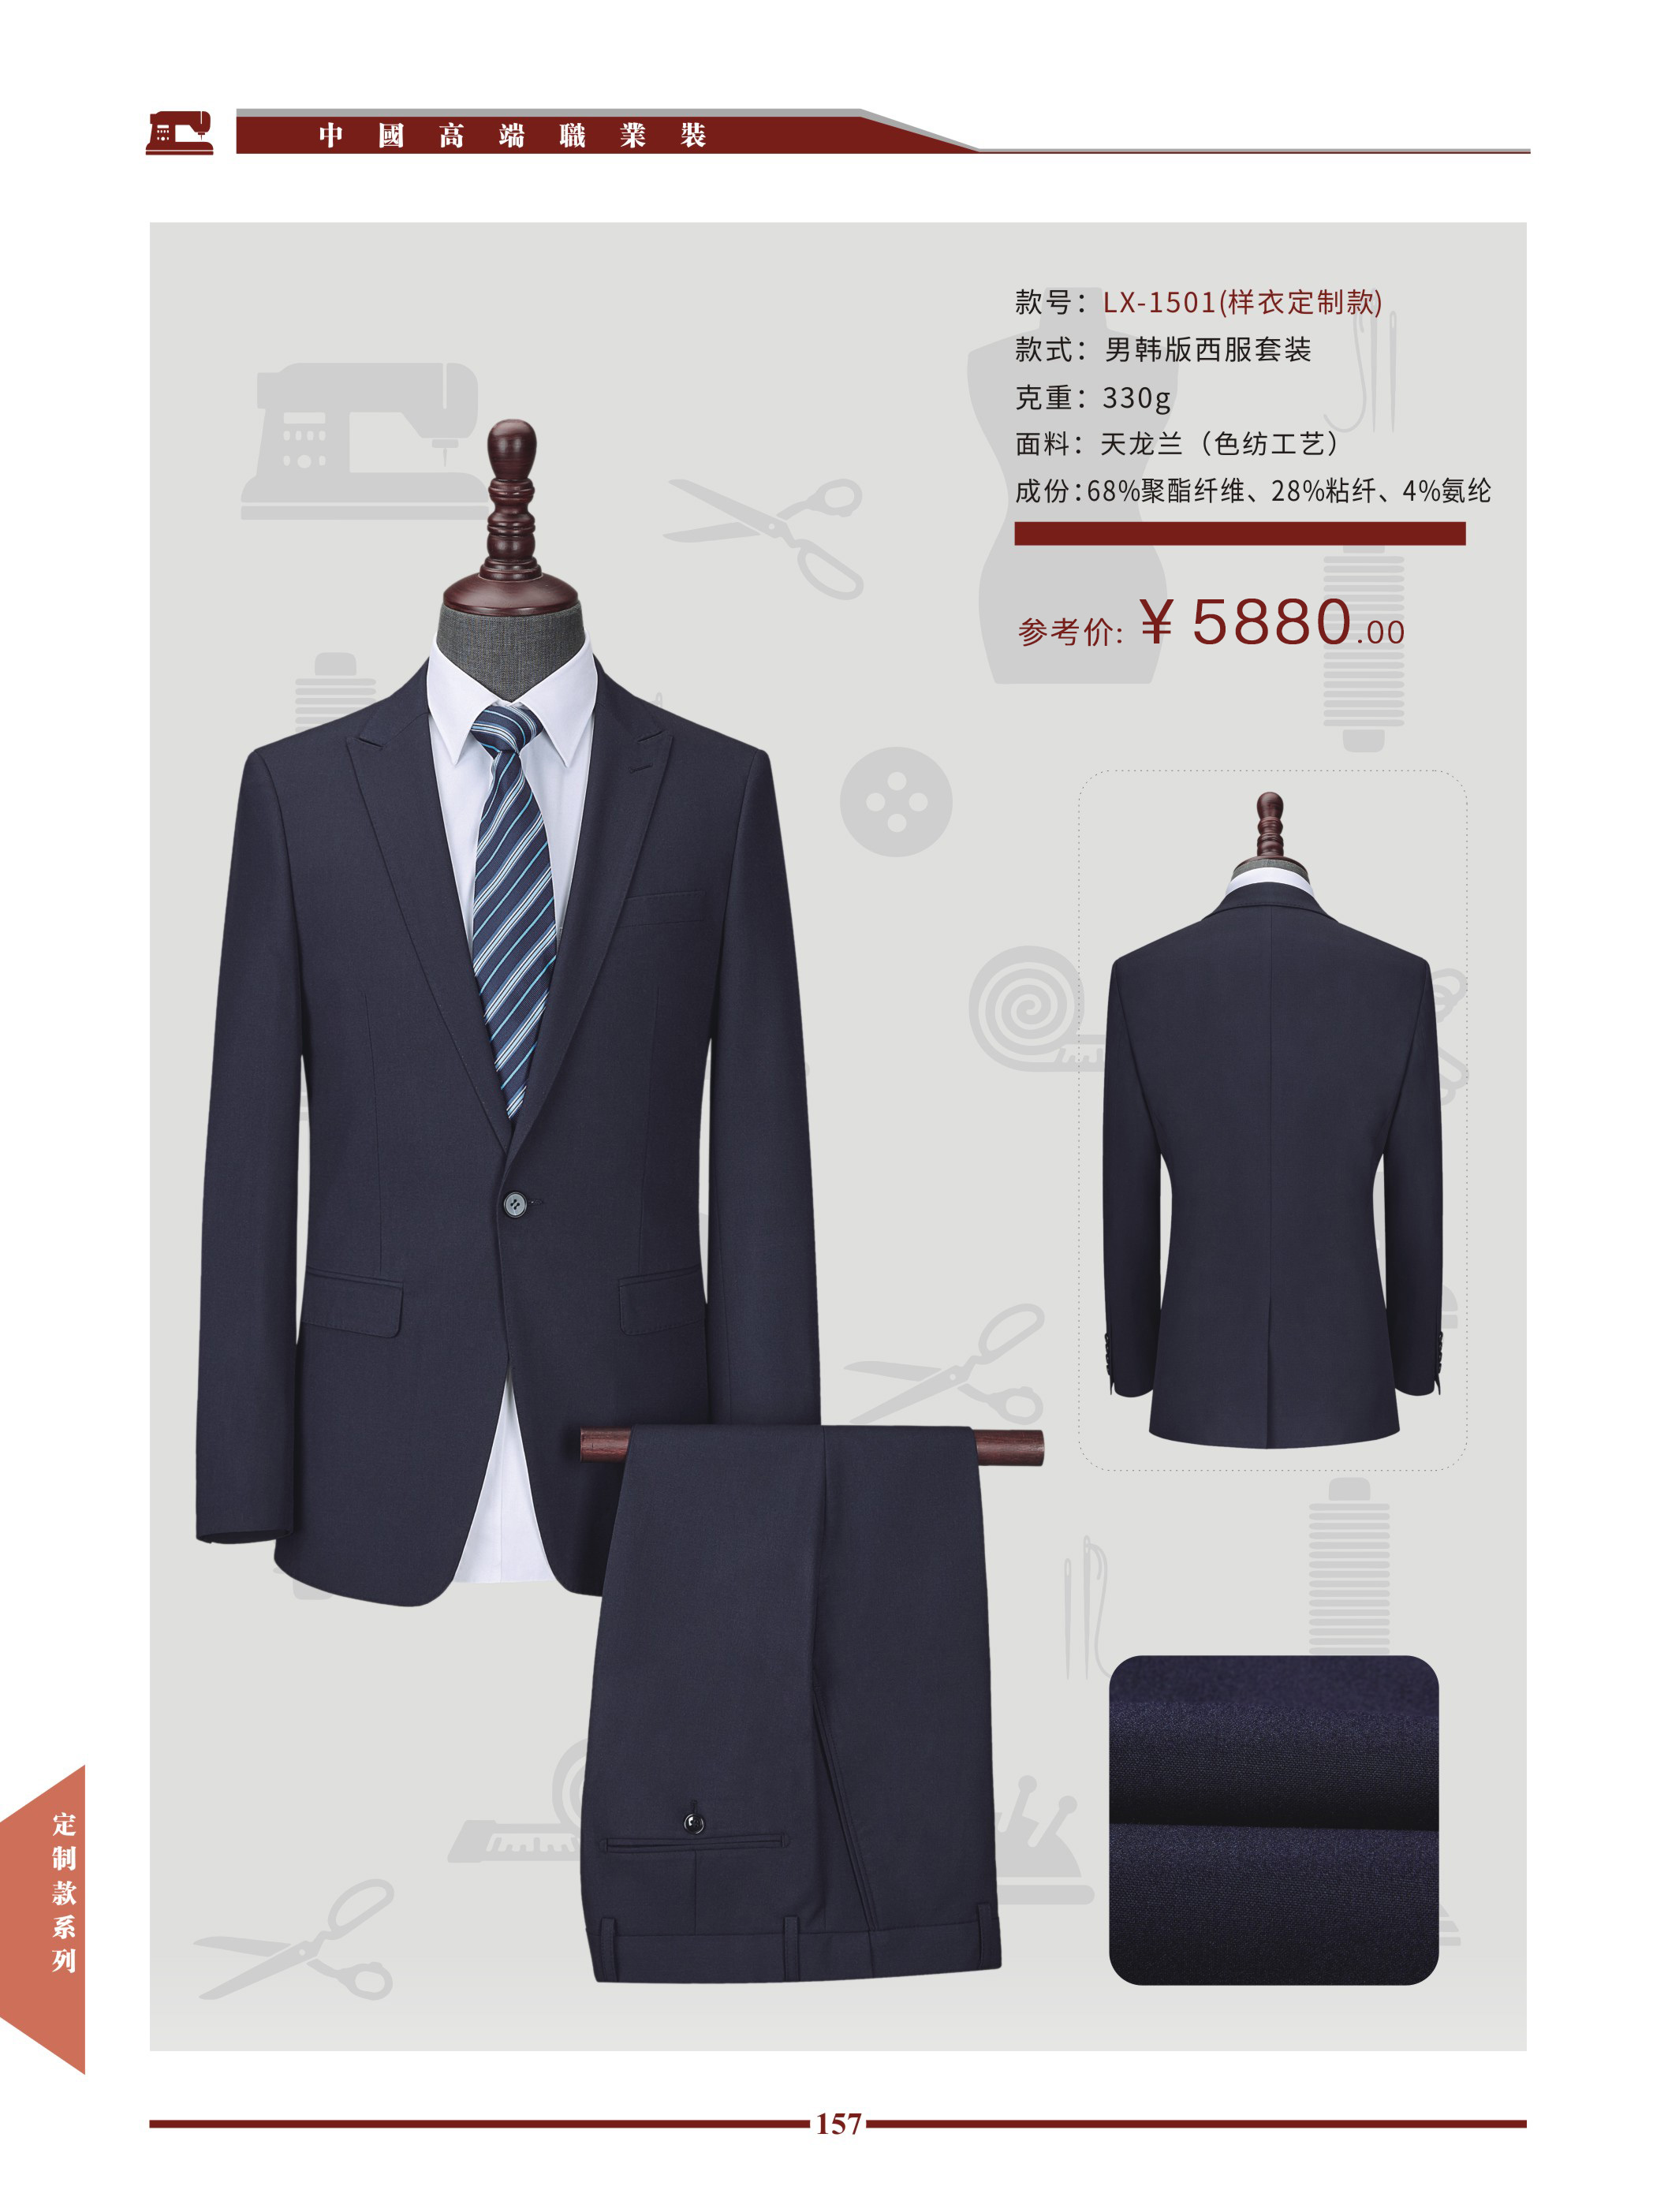 中國高端職業裝
款号：LX-1501(样衣定制款)
款式：男韩版西服套装
克重：330g
面料：天龙兰（色纺工艺）
成份：68%聚酯纤维、28%粘纤、4%氨纶
参考价：￥5880.00
定制款系列
157